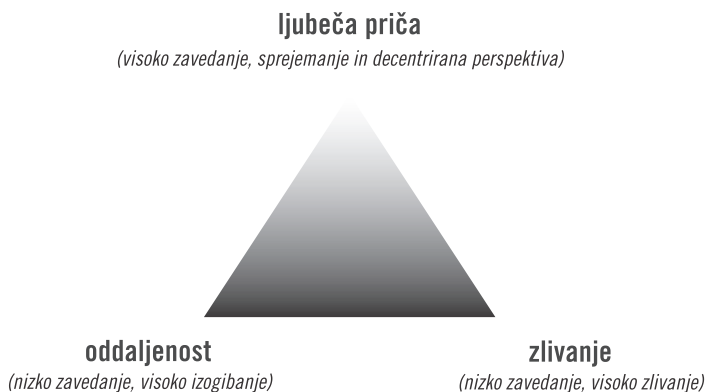 ljubeča priča
(visoko zavedanje, sprejemanje in decentrirana perspektiva)
oddaljenost
(nizko zavedanje, visoko izogibanje)
zlivanje
(nizko zavedanje, visoko zlivanje)